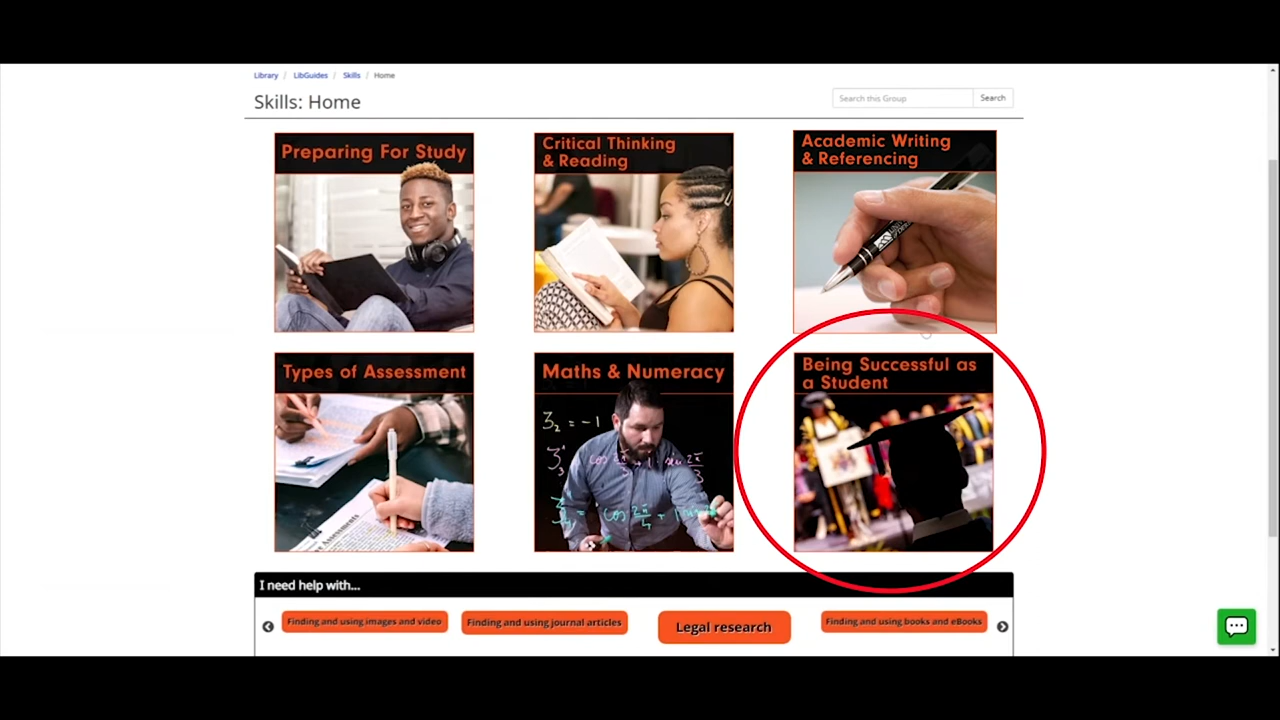 Library / LibGuides / Skills / Home
Skills: Home
Search this Group
Search
Preparing For Study
Critical Thinking
& Reading
Academic Writing
& Referencing
Types of Assessment
Maths & Numeracy
Being Successful as
a Student
I need help with...
Finding and using images and video
Finding and using journal articles
Legal research
Finding and using books and eBooks